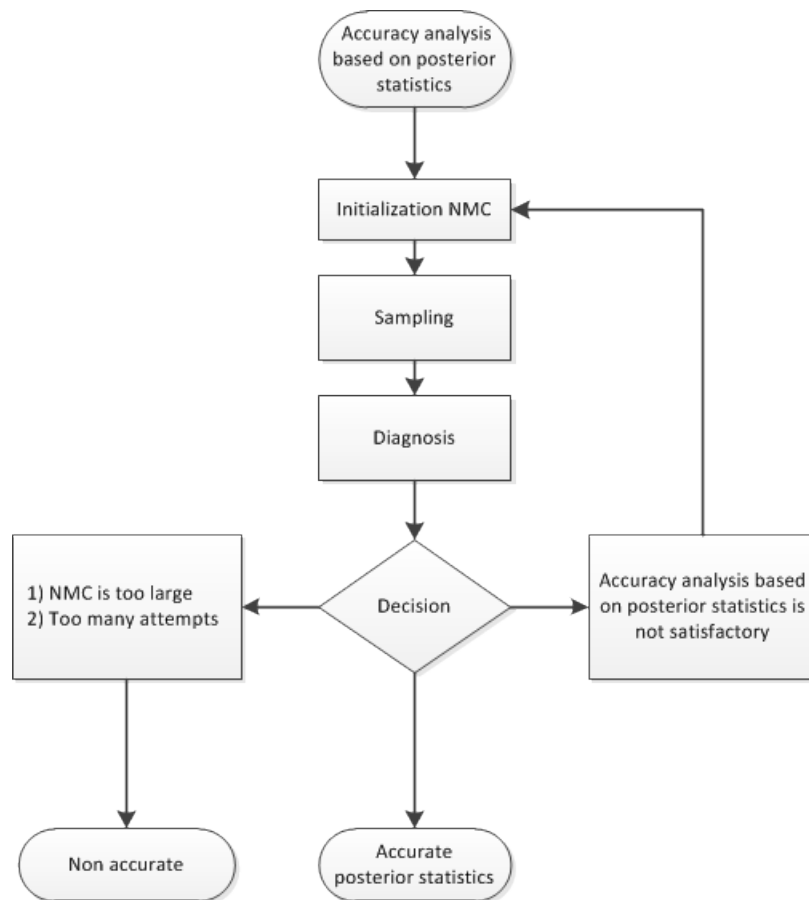 Accuracy analysis
based on posterior
statistics
Initialization NMC
Sampling
Diagnosis
1) NMC is too large
2) Too many attempts
Decision
Accuracy analysis based
on posterior statistics is
not satisfactory
Non accurate
Accurate
posterior statistics